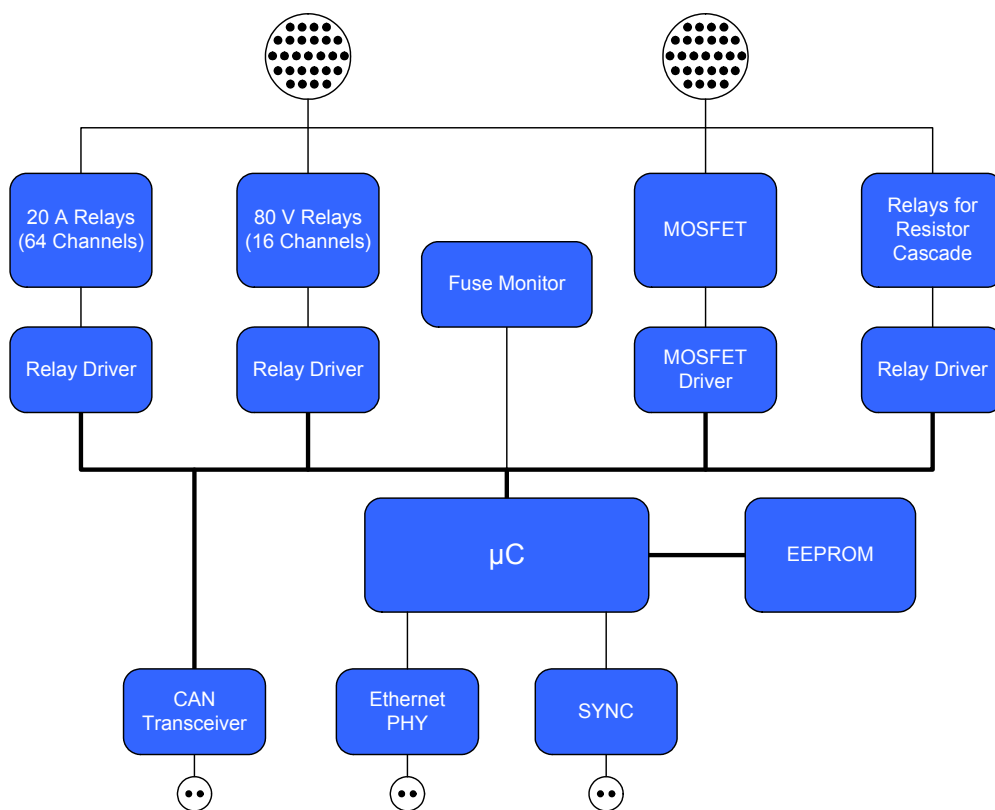 20 A Relays
(64 Channels)
80 V Relays
(16 Channels)
MOSFET
Relays for
Resistor
Cascade
Fuse Monitor
Relay Driver
Relay Driver
MOSFET
Driver
Relay Driver
µC
EEPROM
CAN
Transceiver
Ethernet
PHY
SYNC